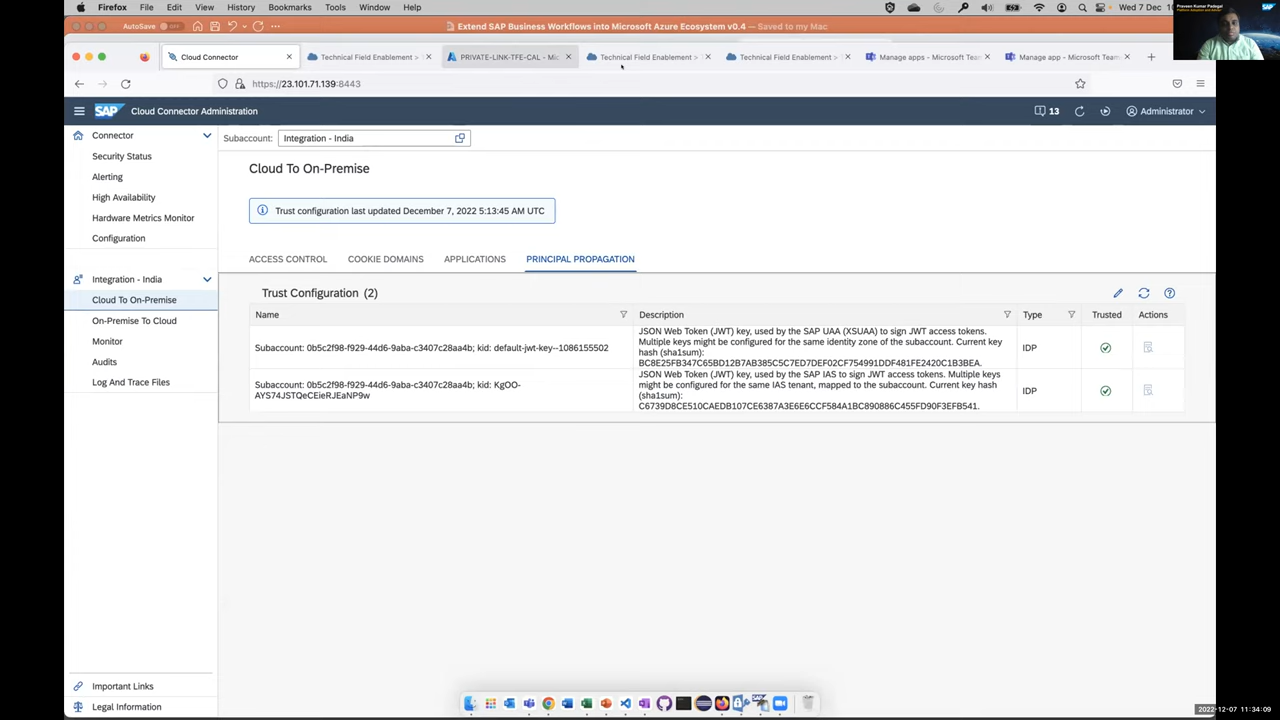 Firefox File Edit View History Bookmarks Tools Window Help
Wed 7 Dec
Praveen Kumar Padegal
SAP
AutoSave OFF
Extend SAP Business Workflows into Microsoft Azure Ecosystem v0.4 — Saved to my Mac
Cloud Connector
Technical Field Enablement >
PRIVATE-LINK-TFE-CAL - Mic
Technical Field Enablement >
Technical Field Enablement >
Manage apps - Microsoft Team
Manage app - Microsoft Team
https://23.101.71.139:8443
SAP Cloud Connector Administration
13
Administrator
Connector
Security Status
Alerting
High Availability
Hardware Metrics Monitor
Configuration
Integration - India
Cloud To On-Premise
On-Premise To Cloud
Monitor
Audits
Log And Trace Files
Important Links
Legal Information
Subaccount: Integration - India
Cloud To On-Premise
Trust configuration last updated December 7, 2022 5:13:45 AM UTC
ACCESS CONTROL COOKIE DOMAINS APPLICATIONS PRINCIPAL PROPAGATION
Trust Configuration (2)
Name Description Type Trusted Actions
Subaccount: 0b5c2f98-f929-44d6-9aba-c3407c28aa4b; kid: default-jwt-key--1086155502
JSON Web Token (JWT) key, used by the SAP UAA (XSUAA) to sign JWT access tokens.
Multiple keys might be configured for the same identity zone of the subaccount. Current key
hash (sha1sum):
BC8E25FB347C65BD12B7AB385C5C7ED7DEF02CF754991DDF481FE2420C1B3BEA.
IDP
Subaccount: 0b5c2f98-f929-44d6-9aba-c3407c28aa4b; kid: KgOO-
AYS74JSTQeCEieRJEaNP9w
JSON Web Token (JWT) key, used by the SAP IAS to sign JWT access tokens. Multiple keys
might be configured for the same IAS tenant, mapped to the subaccount. Current key hash
(sha1sum):
C6739D8CE510CAEDB107CE6387A3E6E6CCF584A1BC890886C455FD90F3EFB541.
IDP
2022-12-07 11:34:09